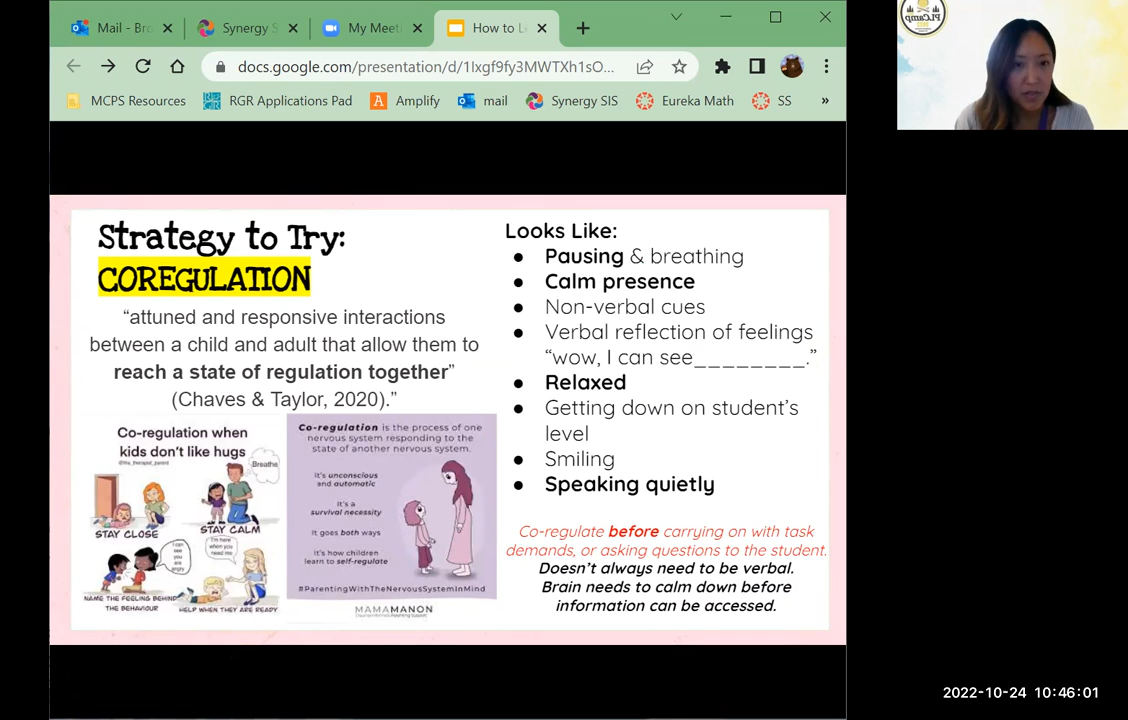 Mail - Bro
Synergy S
My Meeti
How to Le
docs.google.com/presentation/d/1Ixgf9fy3MWTXh1sO...
MCPS Resources
RGR Applications Pad
Amplify
mail
Synergy SIS
Eureka Math
SS
»
Strategy to Try:
COREGULATION
“attuned and responsive interactions
between a child and adult that allow them to
reach a state of regulation together”
(Chaves & Taylor, 2020).”
Co-regulation when
kids don't like hugs
@the_therapist_parent
Breathe
STAY CLOSE
STAY CALM
I can
see
you
are
angry
I'm here
when you
need me
NAME THE FEELING BEHIND
THE BEHAVIOUR
HELP WHEN THEY ARE READY
Co-regulation is the process of one
nervous system responding to the
state of another nervous system.
It's unconscious
and automatic
It's a
survival necessity
It goes both ways
It's how children
learn to self-regulate
#ParentingWithTheNervousSystemInMind
MAMAMANON
Looks Like:
● Pausing & breathing
● Calm presence
● Non-verbal cues
● Verbal reflection of feelings
“wow, I can see________.”
● Relaxed
● Getting down on student’s
level
● Smiling
● Speaking quietly
Co-regulate before carrying on with task
demands, or asking questions to the student.
Doesn’t always need to be verbal.
Brain needs to calm down before
information can be accessed.
PLCamp
2022-10-24 10:46:01